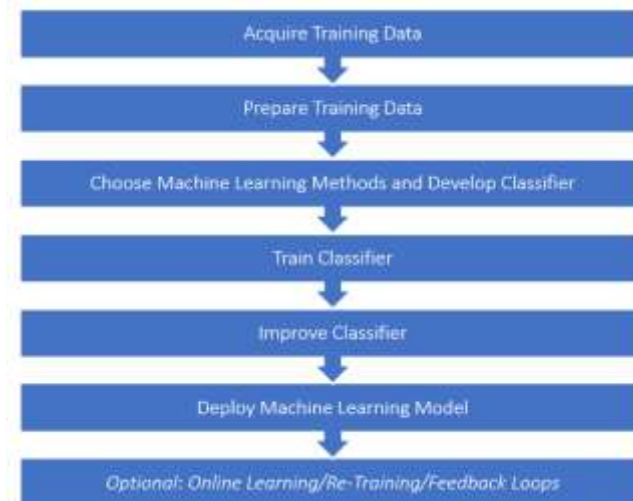 Acquire Training Data
Prepare Training Data
Choose Machine Learning Methods and Develop Classifier
Train Classifier
Improve Classifier
Deploy Machine Learning Model
Optional: Online Learning/Re-Training/Feedback Loops